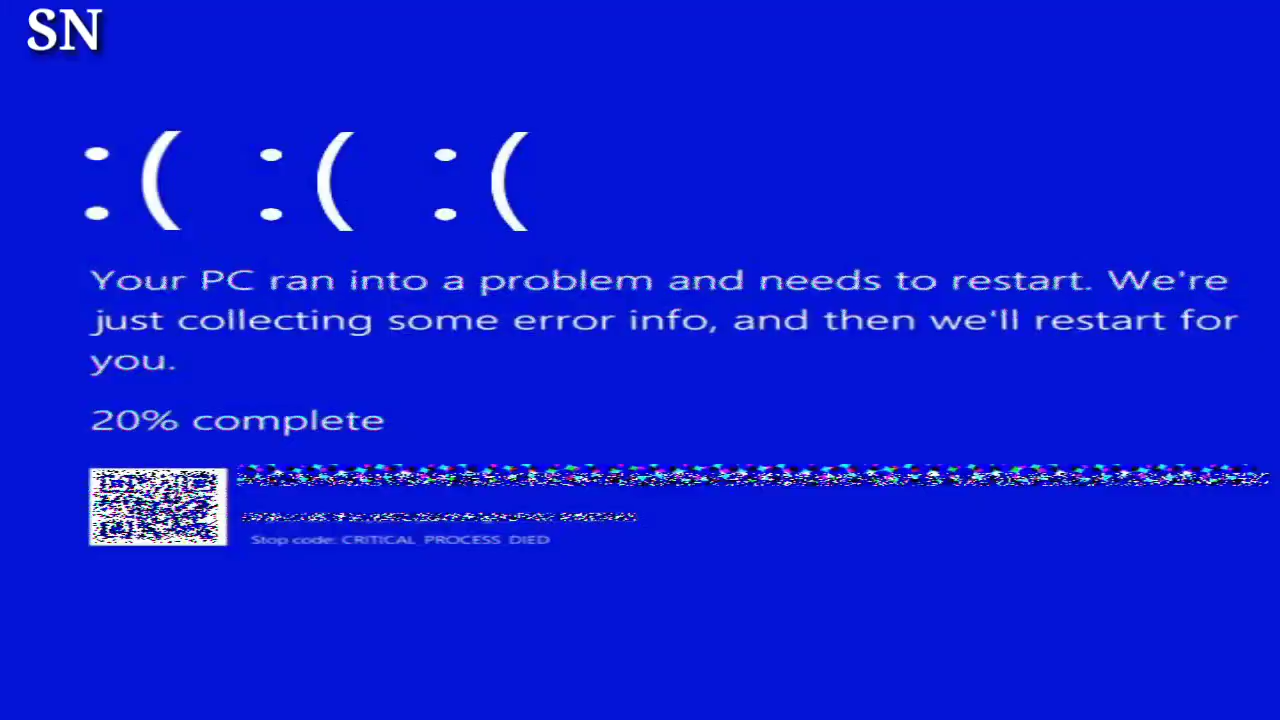 SN
:( :( :(
Your PC ran into a problem and needs to restart. We're
just collecting some error info, and then we'll restart for
you.
20% complete
Stop code: CRITICAL_PROCESS_DIED